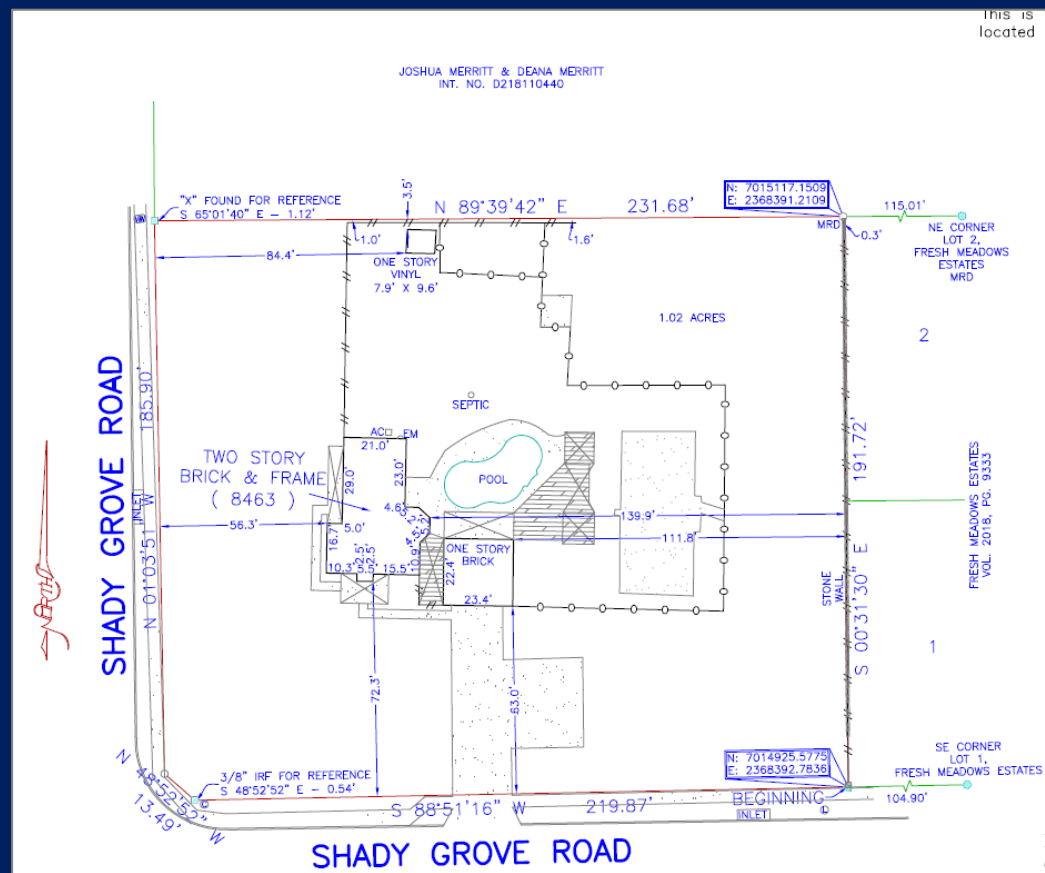 This is
located
JOSHUA MERRITT & DEANA MERRITT
INT. NO. D218110440
"X" FOUND FOR REFERENCE
S 65°01'40" E - 1.12'
3.5'
N 89°39'42" E 231.68'
N: 7015117.1509
E: 2368391.2109
115.01'
MRD
0.3'
NE CORNER
LOT 2,
FRESH MEADOWS
ESTATES
MRD
1.0'
1.6'
84.4'
ONE STORY
VINYL
7.9' X 9.6'
1.02 ACRES
2
SHADY GROVE ROAD
N 01°03'51" W 185.90'
INLET
NORTH
SEPTIC
AC
EM
21.0'
TWO STORY
BRICK & FRAME
( 8463 )
29.0'
23.0'
POOL
4.6'
5.2'
5.2'
4.5'
139.9'
111.8'
56.3'
5.0'
16.7'
ONE STORY
BRICK
10.9'
22.4'
23.4'
2.5'
2.5'
10.3'
5.5'
15.5'
STONE
WALL
S 00°31'30" E 191.72'
FRESH MEADOWS ESTATES
VOL. 2018, PG. 9333
1
72.3'
63.0'
N 48°52'52" W
13.49'
3/8" IRF FOR REFERENCE
S 48°52'52" E - 0.54'
N: 7014925.5775
E: 2368392.7836
SE CORNER
LOT 1,
FRESH MEADOWS ESTATES
104.90'
S 88°51'16" W 219.87'
BEGINNING
INLET
SHADY GROVE ROAD